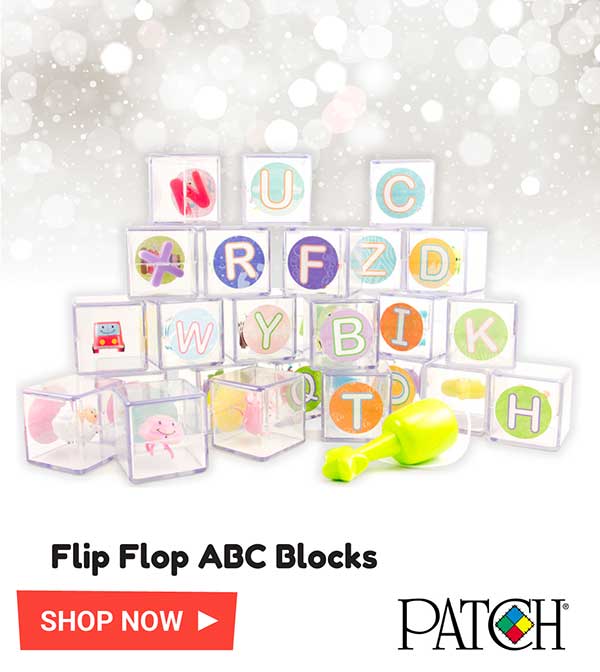 N U C
X R F Z D
W Y B I K
Q T H
Flip Flop ABC Blocks
SHOP NOW
PATCH®